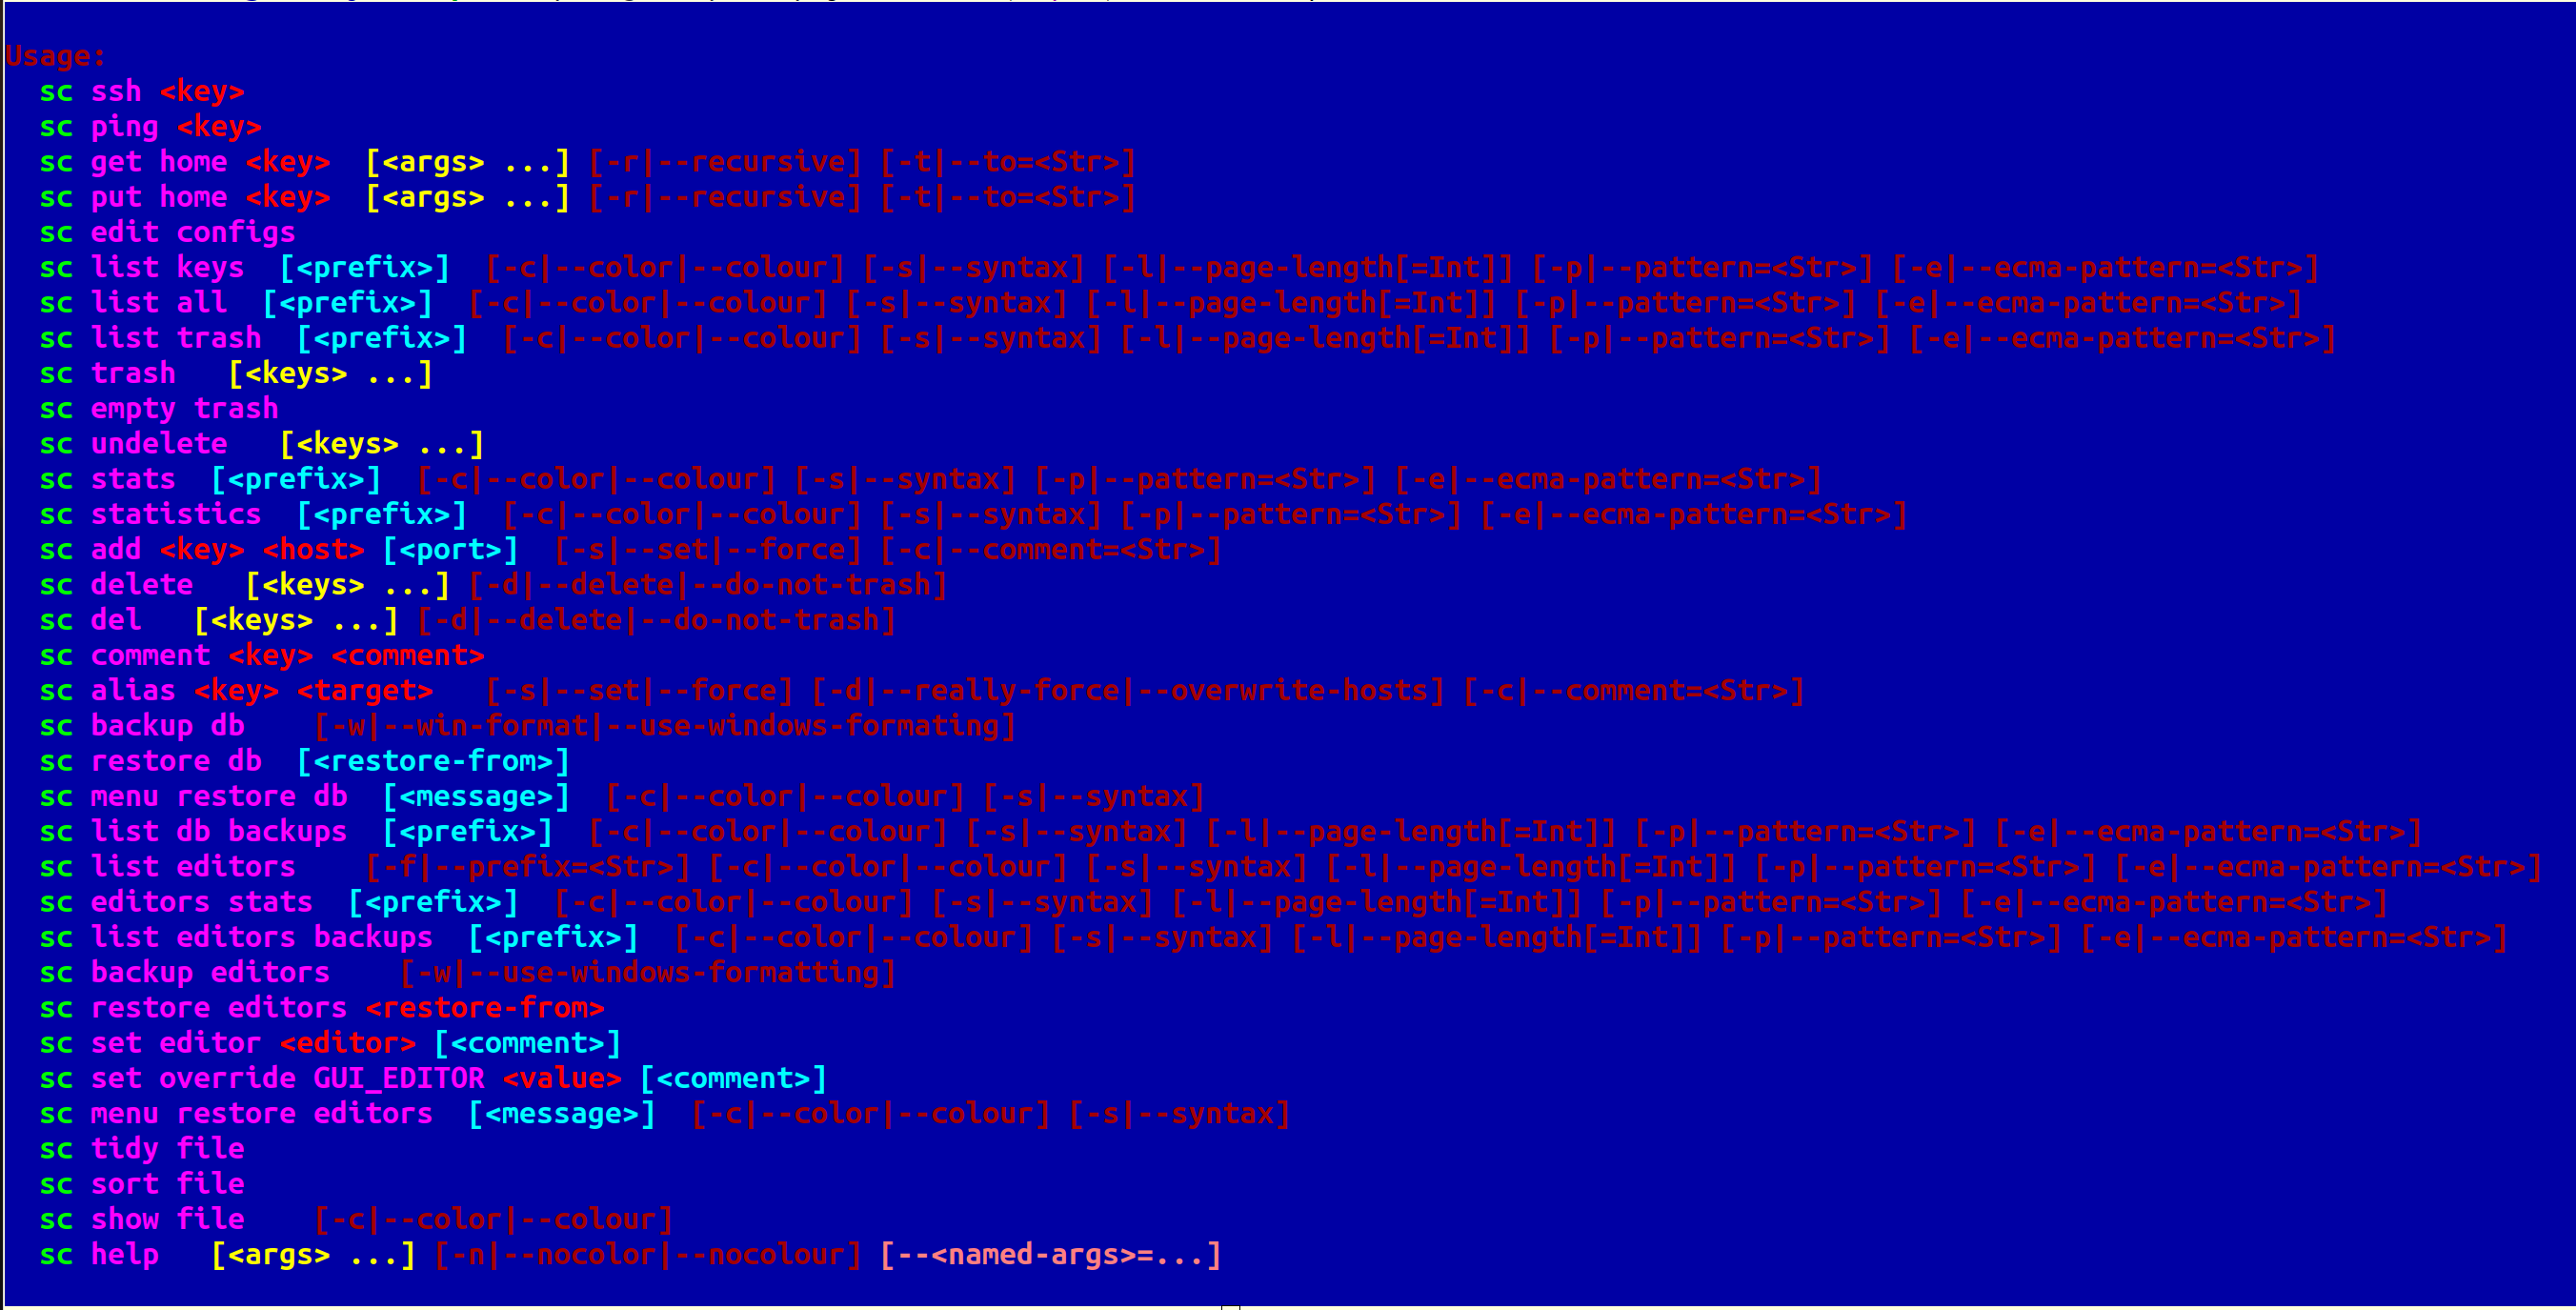 Usage:
  sc ssh <key>
  sc ping <key>
  sc get home <key>  [<args> ...] [-r|--recursive] [-t|--to=<Str>]
  sc put home <key>  [<args> ...] [-r|--recursive] [-t|--to=<Str>]
  sc edit configs
  sc list keys  [<prefix>]  [-c|--color|--colour] [-s|--syntax] [-l|--page-length[=Int]] [-p|--pattern=<Str>] [-e|--ecma-pattern=<Str>]
  sc list all  [<prefix>]  [-c|--color|--colour] [-s|--syntax] [-l|--page-length[=Int]] [-p|--pattern=<Str>] [-e|--ecma-pattern=<Str>]
  sc list trash  [<prefix>]  [-c|--color|--colour] [-s|--syntax] [-l|--page-length[=Int]] [-p|--pattern=<Str>] [-e|--ecma-pattern=<Str>]
  sc trash   [<keys> ...]
  sc empty trash
  sc undelete   [<keys> ...]
  sc stats  [<prefix>]  [-c|--color|--colour] [-s|--syntax] [-p|--pattern=<Str>] [-e|--ecma-pattern=<Str>]
  sc statistics  [<prefix>]  [-c|--color|--colour] [-s|--syntax] [-p|--pattern=<Str>] [-e|--ecma-pattern=<Str>]
  sc add <key> <host> [<port>]  [-s|--set|--force] [-c|--comment=<Str>]
  sc delete   [<keys> ...] [-d|--delete|--do-not-trash]
  sc del   [<keys> ...] [-d|--delete|--do-not-trash]
  sc comment <key> <comment>
  sc alias <key> <target>   [-s|--set|--force] [-d|--really-force|--overwrite-hosts] [-c|--comment=<Str>]
  sc backup db    [-w|--win-format|--use-windows-formating]
  sc restore db  [<restore-from>]
  sc menu restore db  [<message>]  [-c|--color|--colour] [-s|--syntax]
  sc list db backups  [<prefix>]  [-c|--color|--colour] [-s|--syntax] [-l|--page-length[=Int]] [-p|--pattern=<Str>] [-e|--ecma-pattern=<Str>]
  sc list editors    [-f|--prefix=<Str>] [-c|--color|--colour] [-s|--syntax] [-l|--page-length[=Int]] [-p|--pattern=<Str>] [-e|--ecma-pattern=<Str>]
  sc editors stats  [<prefix>]  [-c|--color|--colour] [-s|--syntax] [-l|--page-length[=Int]] [-p|--pattern=<Str>] [-e|--ecma-pattern=<Str>]
  sc list editors backups  [<prefix>]  [-c|--color|--colour] [-s|--syntax] [-l|--page-length[=Int]] [-p|--pattern=<Str>] [-e|--ecma-pattern=<Str>]
  sc backup editors    [-w|--use-windows-formatting]
  sc restore editors <restore-from>
  sc set editor <editor> [<comment>]
  sc set override GUI_EDITOR <value> [<comment>]
  sc menu restore editors  [<message>]  [-c|--color|--colour] [-s|--syntax]
  sc tidy file
  sc sort file
  sc show file    [-c|--color|--colour]
  sc help   [<args> ...] [-n|--nocolor|--nocolour] [--<named-args>=...]